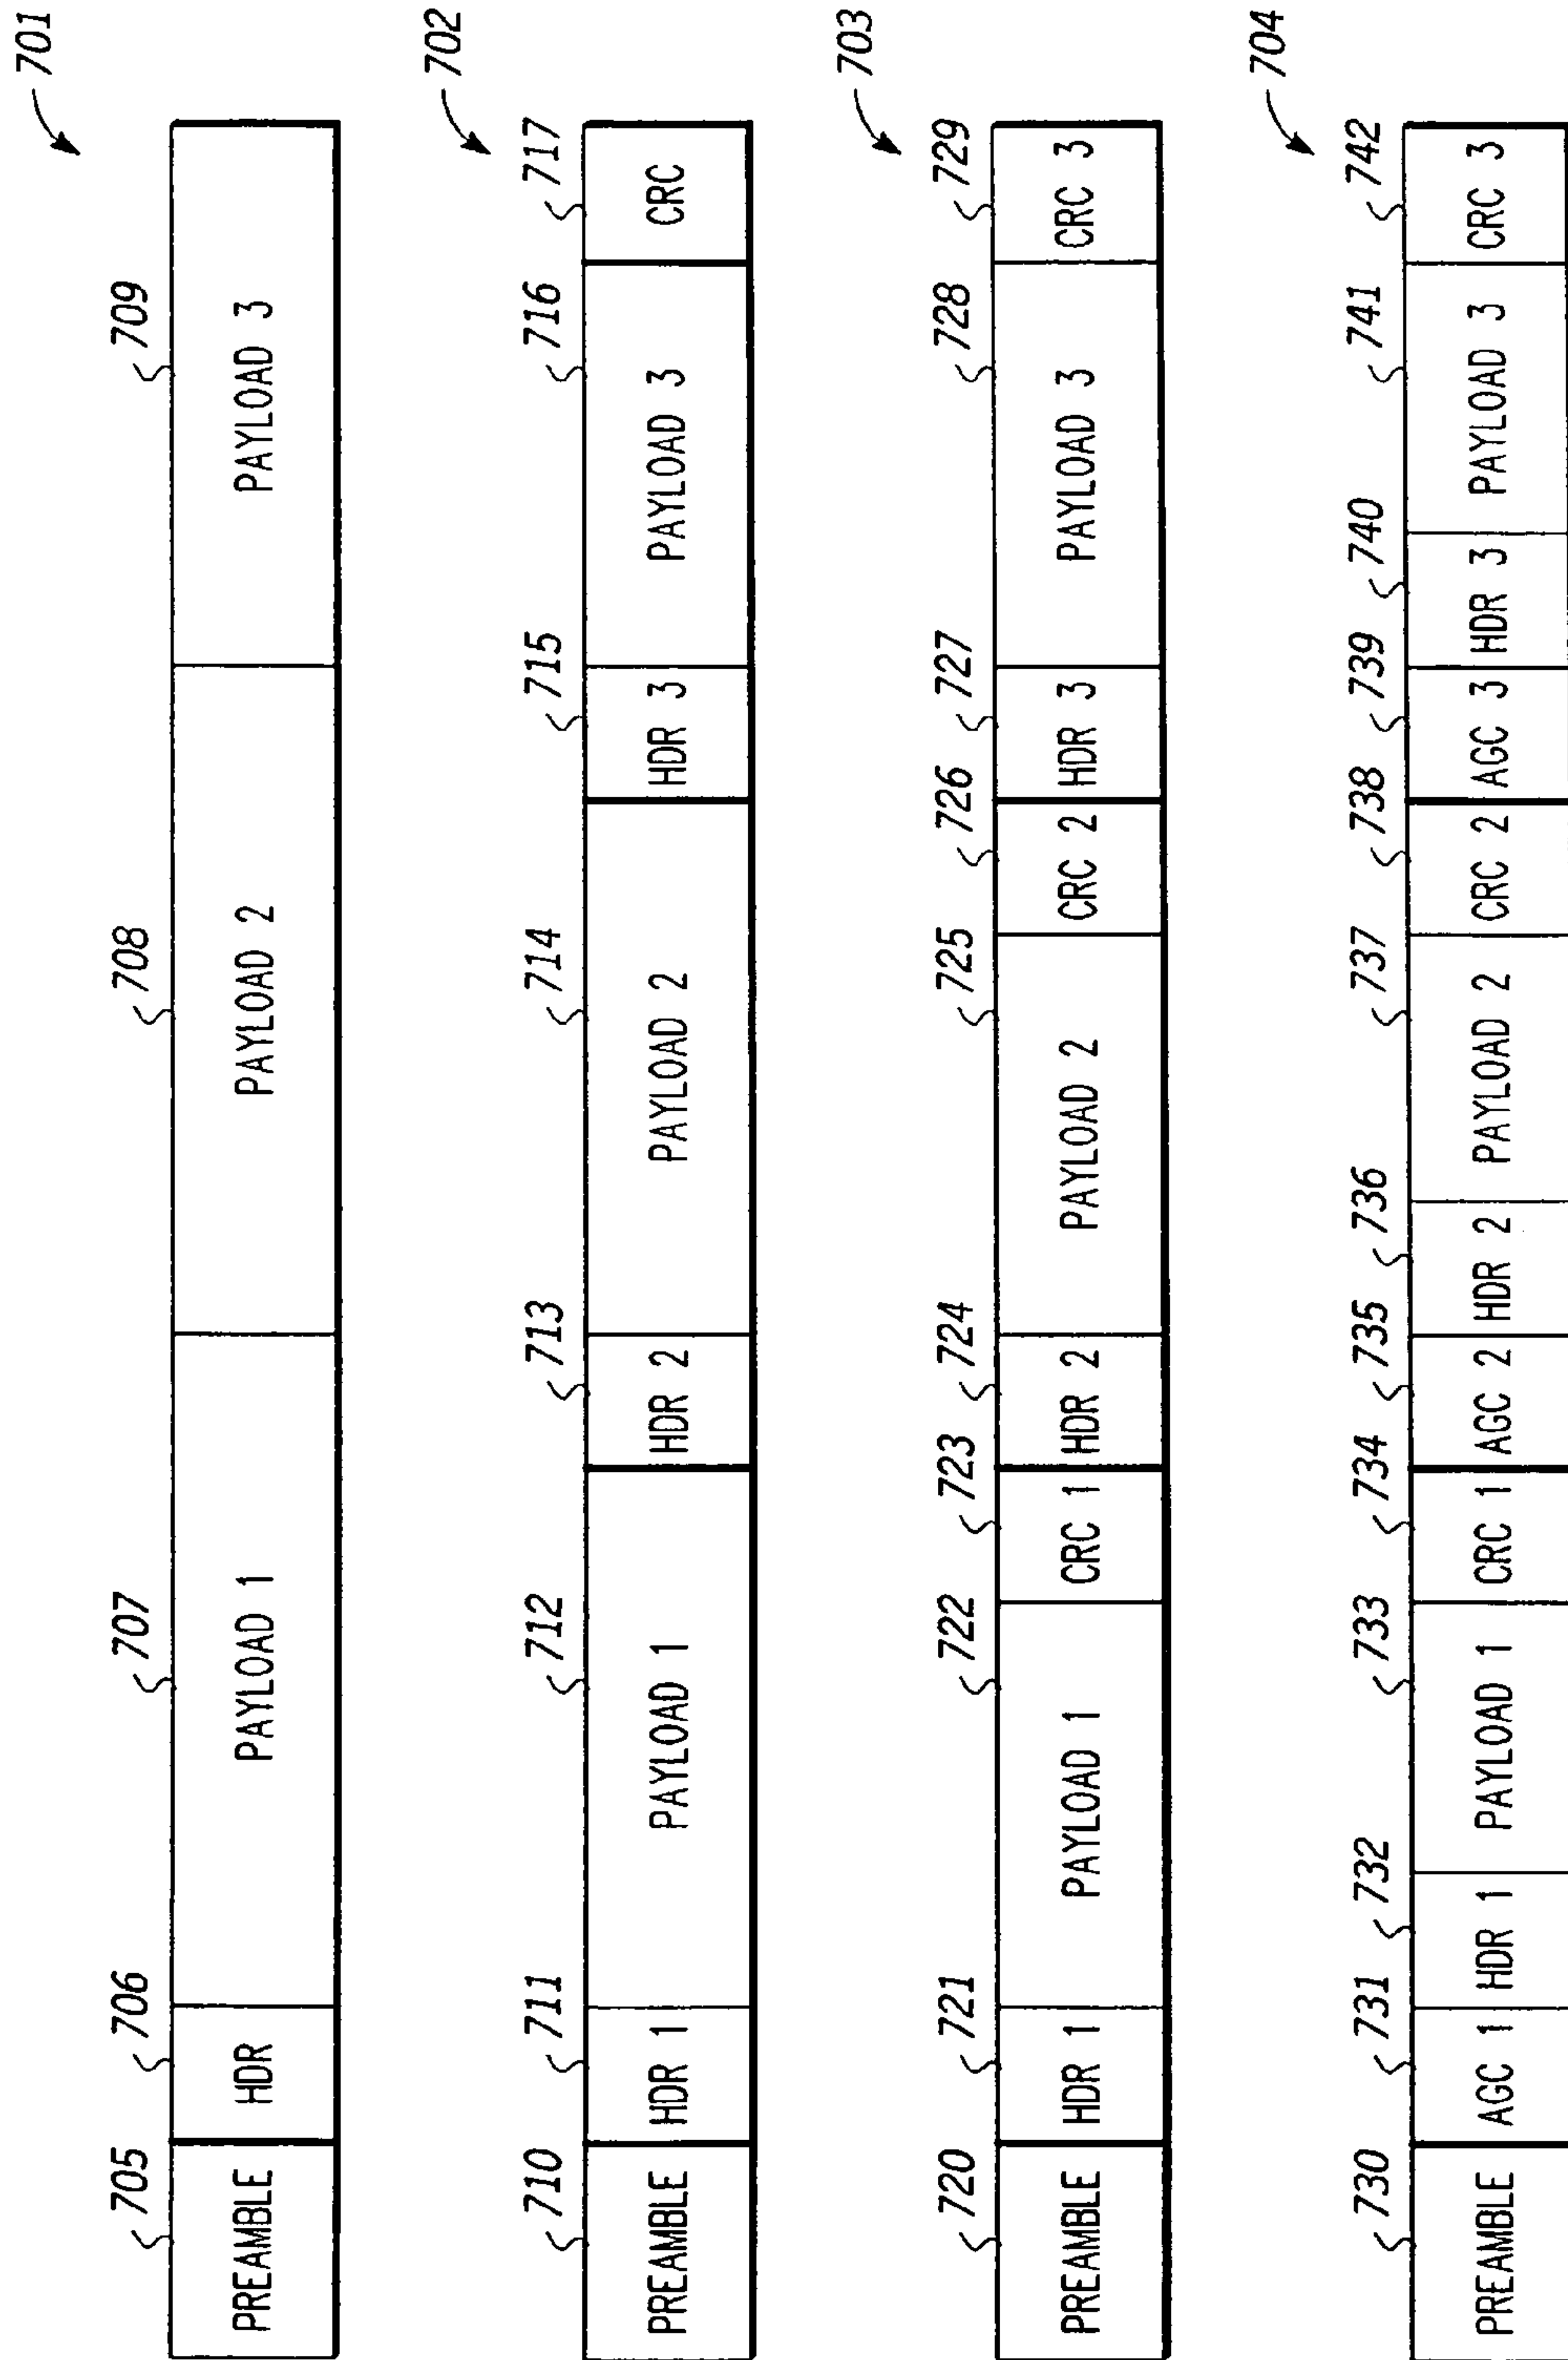 701
705 706 707 708 709
PREAMBLE HDR PAYLOAD 1 PAYLOAD 2 PAYLOAD 3
702
710 711 712 713 714 715 716 717
PREAMBLE HDR 1 PAYLOAD 1 HDR 2 PAYLOAD 2 HDR 3 PAYLOAD 3 CRC
703
720 721 722 723 724 725 726 727 728 729
PREAMBLE HDR 1 PAYLOAD 1 CRC 1 HDR 2 PAYLOAD 2 CRC 2 HDR 3 PAYLOAD 3 CRC 3
704
730 731 732 733 734 735 736 737 738 739 740 741 742
PREAMBLE AGC 1 HDR 1 PAYLOAD 1 CRC 1 AGC 2 HDR 2 PAYLOAD 2 CRC 2 AGC 3 HDR 3 PAYLOAD 3 CRC 3